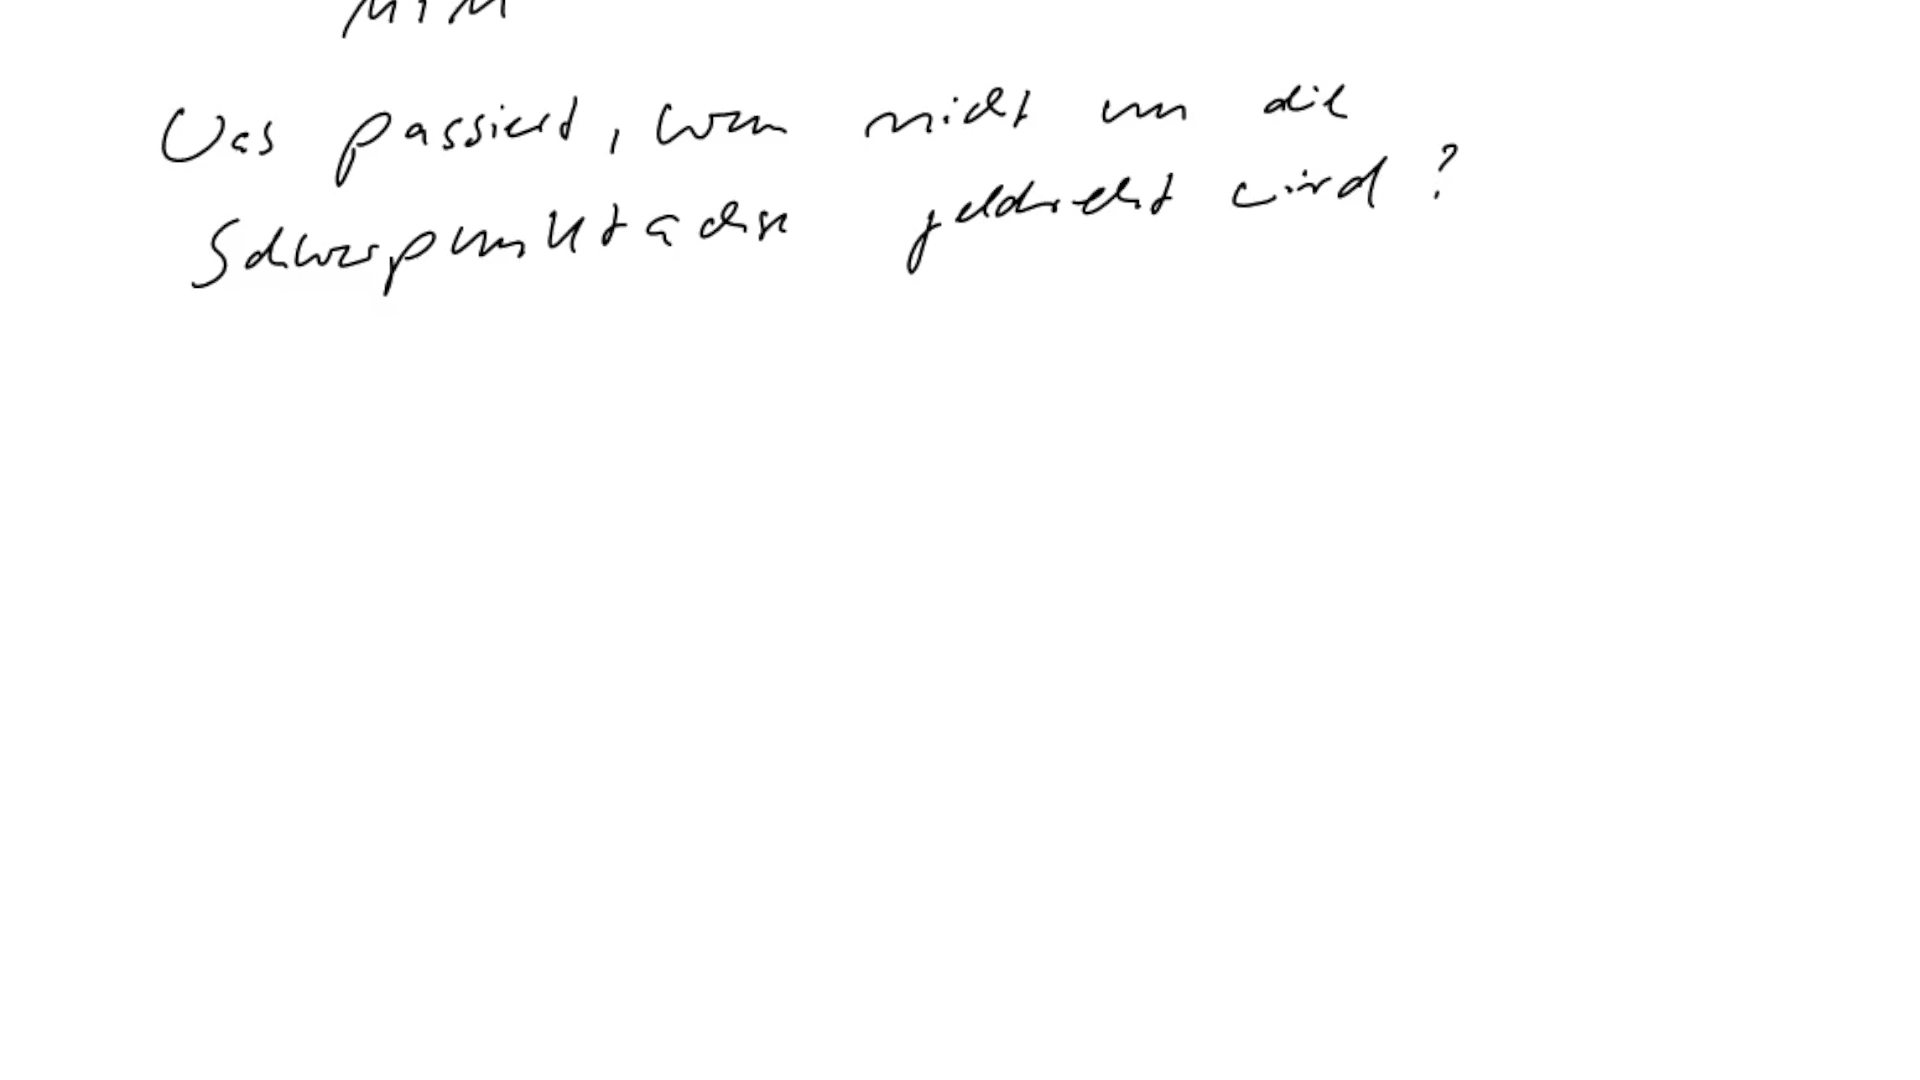 Was passiert, wenn nicht um die
Schwerpunktachse gedreht wird?